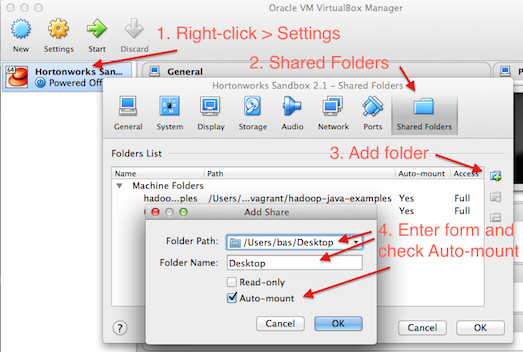 Oracle VM VirtualBox Manager
New
Settings
Start
Discard
1. Right-click > Settings
64
Hortonworks San...
Powered Off
General
P
2. Shared Folders
Hortonworks Sandbox 2.1 – Shared Folders
General
System
Display
Storage
Audio
Network
Ports
Shared Folders
Folders List
3. Add folder
Name
Path
Auto-mount
Access
Machine Folders
hadoo...ples
/Users/...vagrant/hadoop-java-examples
Yes
Full
Yes
Full
Add Share
Folder Path:
/Users/bas/Desktop
Folder Name:
Desktop
Read-only
Auto-mount
4. Enter form and
check Auto-mount
?
Cancel
OK
Cancel
OK